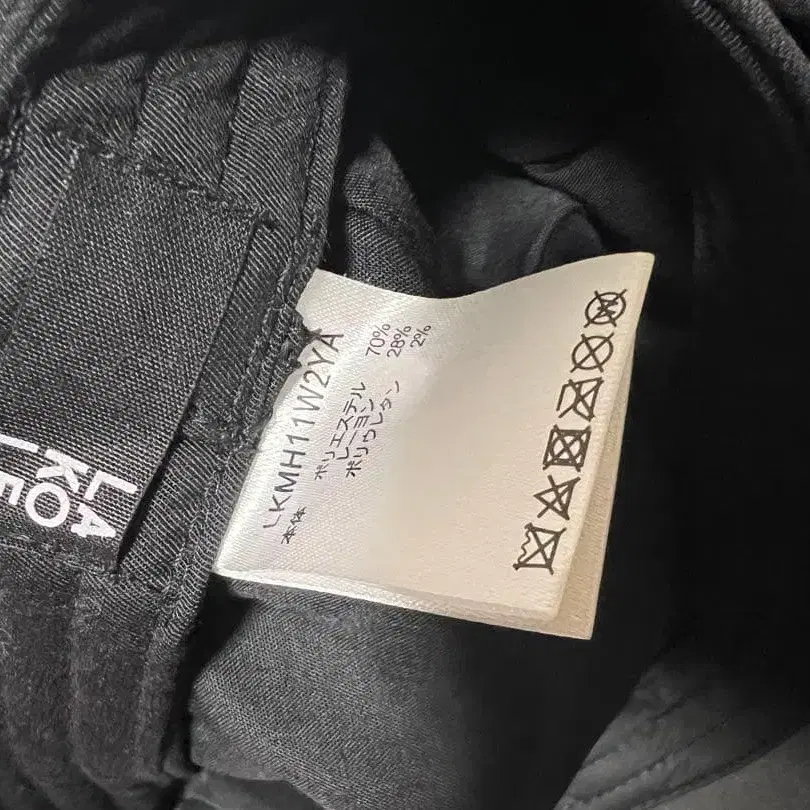 LKMH11W2YA
本体 ポリエステル 70%
レーヨン 28%
ポリウレタン 2%
LA
KO